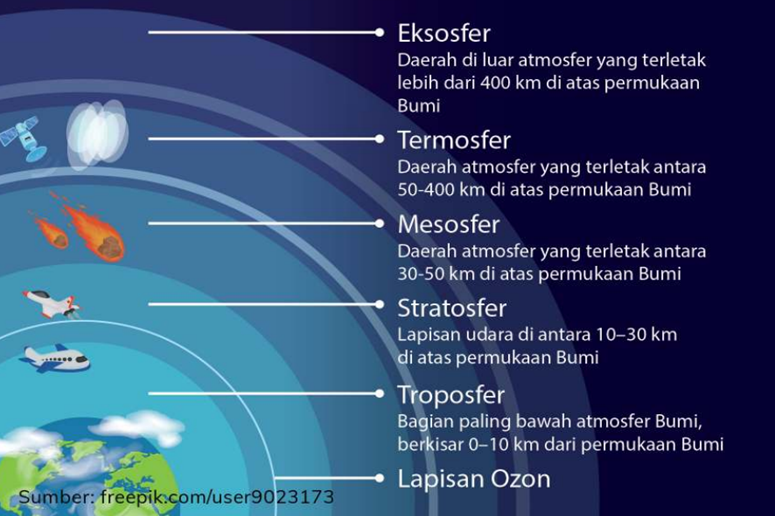 Eksosfer
Daerah di luar atmosfer yang terletak
lebih dari 400 km di atas permukaan
Bumi
Termosfer
Daerah atmosfer yang terletak antara
50-400 km di atas permukaan Bumi
Mesosfer
Daerah atmosfer yang terletak antara
30-50 km di atas permukaan Bumi
Stratosfer
Lapisan udara di antara 10–30 km
di atas permukaan Bumi
Troposfer
Bagian paling bawah atmosfer Bumi,
berkisar 0–10 km dari permukaan Bumi
Lapisan Ozon
Sumber: freepik.com/user9023173